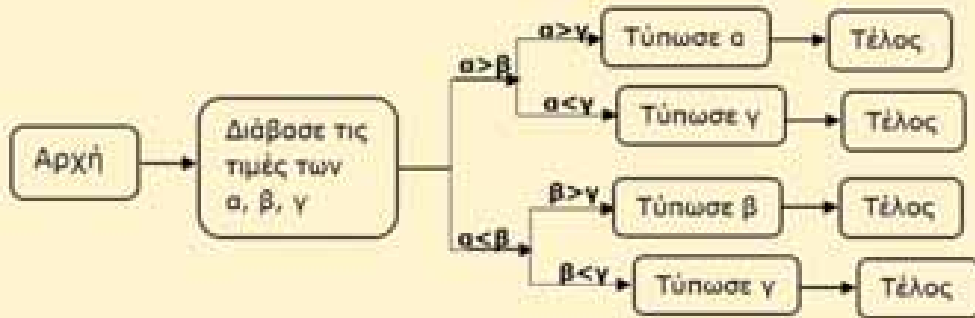 Αρχή
Διάβασε τις
τιμές των
α, β, γ
α>β
α>γ
Τύπωσε α
Τέλος
α<γ
Τύπωσε γ
Τέλος
α<β
β>γ
Τύπωσε β
Τέλος
β<γ
Τύπωσε γ
Τέλος